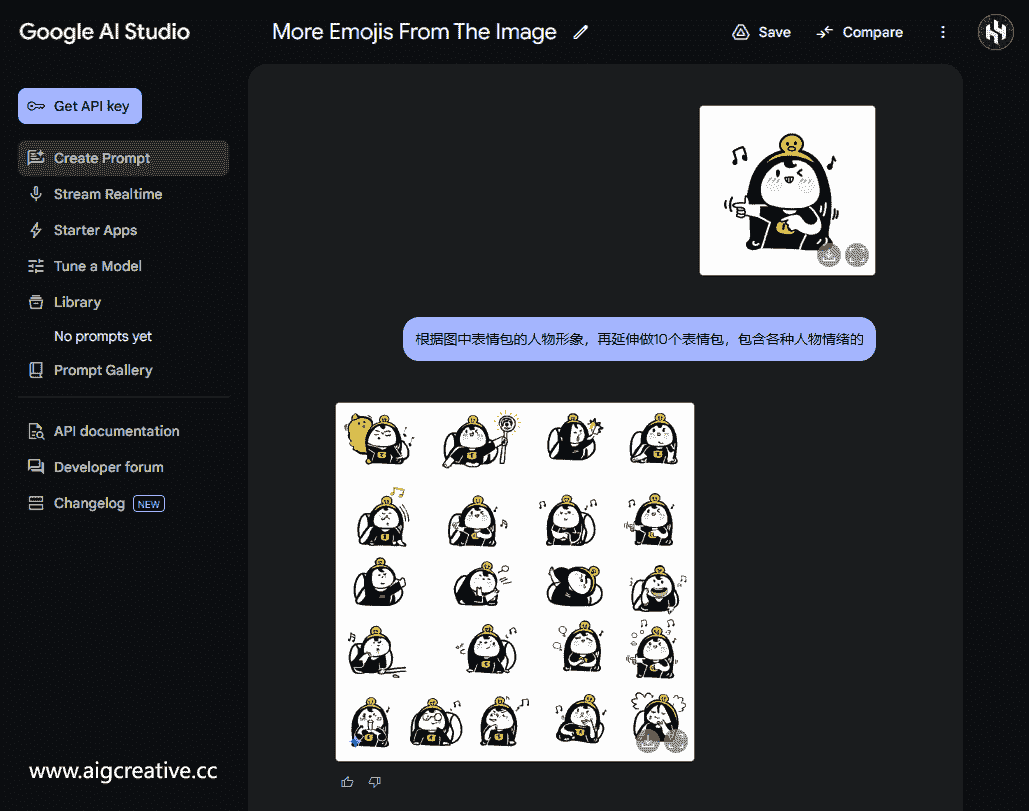 Google AI Studio
More Emojis From The Image
Save
Compare
Get API key
Create Prompt
Stream Realtime
Starter Apps
Tune a Model
Library
No prompts yet
Prompt Gallery
API documentation
Developer forum
Changelog NEW
根据图中表情包的人物形象，再延伸做10个表情包，包含各种人物情绪的
www.aigcreative.cc